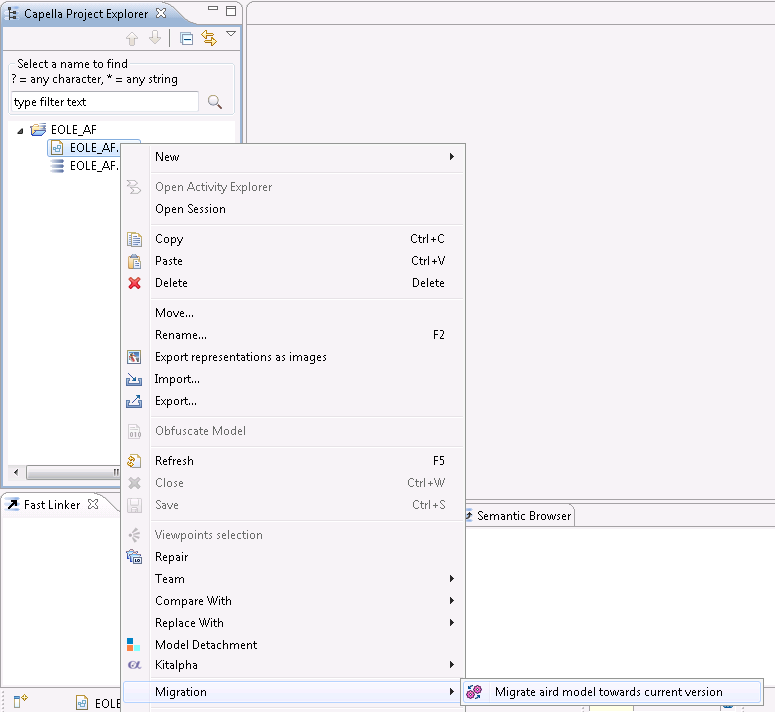 Capella Project Explorer
Select a name to find
? = any character, * = any string
type filter text
EOLE_AF
EOLE_AF.
EOLE_AF.
New
Open Activity Explorer
Open Session
Copy Ctrl+C
Paste Ctrl+V
Delete Delete
Move...
Rename... F2
Export representations as images
Import...
Export...
Obfuscate Model
Refresh F5
Close Ctrl+W
Save Ctrl+S
Viewpoints selection
Repair
Team
Compare With
Replace With
Model Detachment
Kitalpha
Migration
Migrate aird model towards current version
Fast Linker
Semantic Browser
EOLE